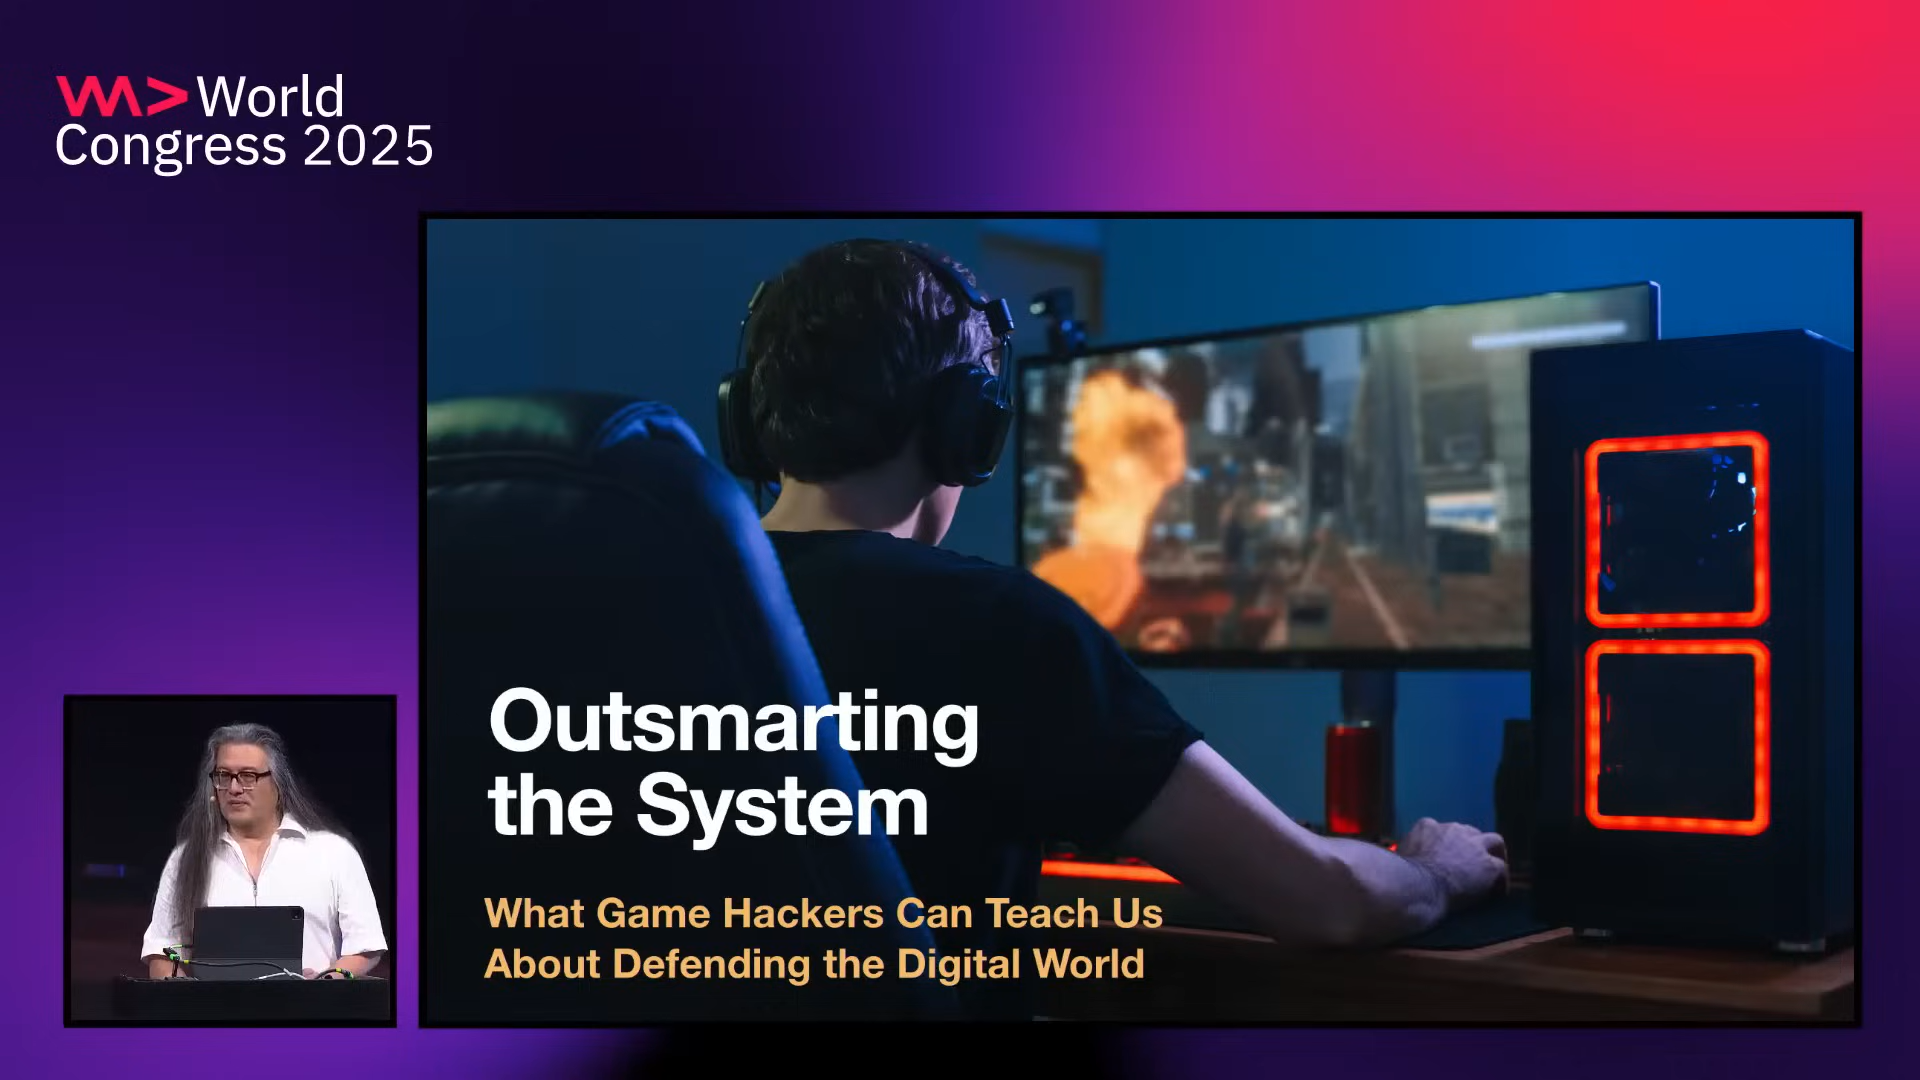 World
Congress 2025
Outsmarting
the System
What Game Hackers Can Teach Us
About Defending the Digital World